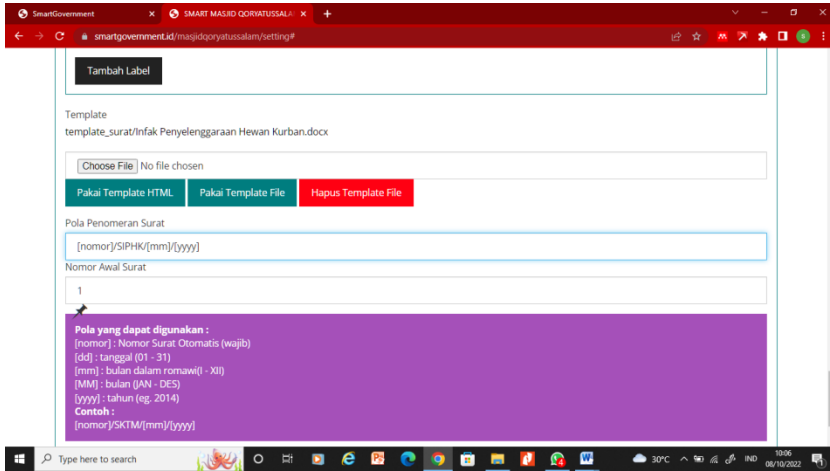 SmartGovernment
SMART MASJID QORYATUSSALA
smartgovernment.id/masjidqoryatussalam/setting#
Tambah Label
Template
template_surat/Infak Penyelenggaraan Hewan Kurban.docx
Choose File No file chosen
Pakai Template HTML Pakai Template File Hapus Template File
Pola Penomeran Surat
[nomor]/SIPHK/[mm]/[yyyy]
Nomor Awal Surat
1
Pola yang dapat digunakan :
[nomor] : Nomor Surat Otomatis (wajib)
[dd] : tanggal (01 - 31)
[mm] : bulan dalam romawi(I - XII)
[MM] : bulan (JAN - DES)
[yyyy] : tahun (eg. 2014)
Contoh :
[nomor]/SKTM/[mm]/[yyyy]
Type here to search
30°C
IND
10:06
08/10/2022